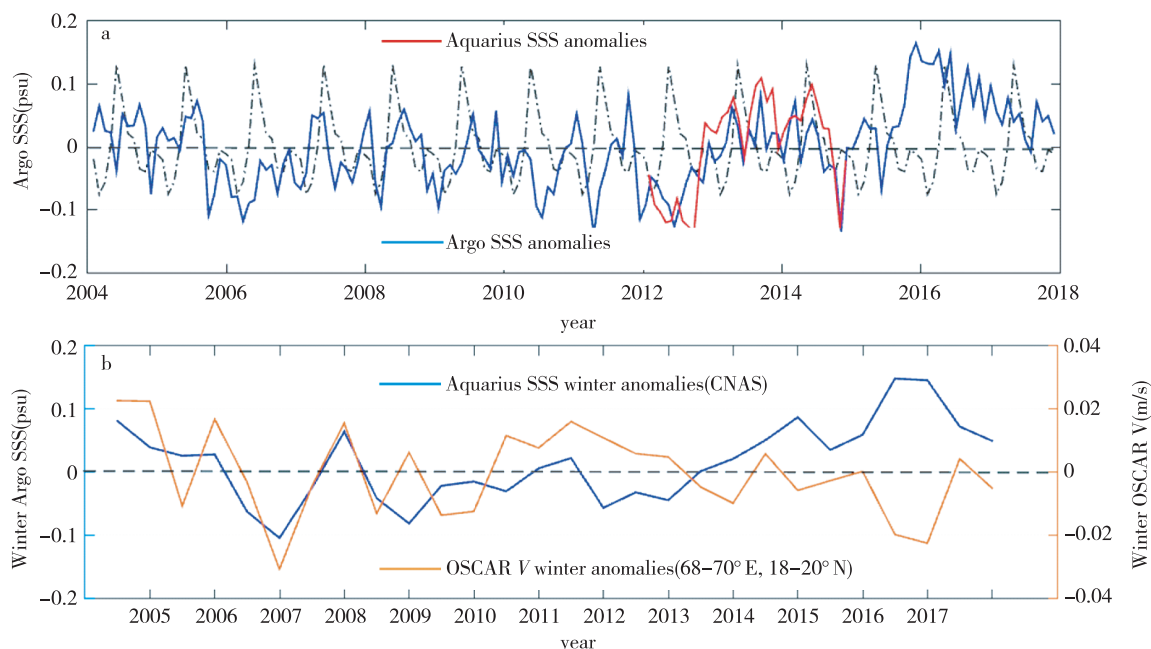 0.2
a
Aquarius SSS anomalies
0.1
0
−0.1
Argo SSS anomalies
−0.2
Argo SSS(psu)
2004 2006 2008 2010 2012 2014 2016 2018
year
0.2 0.04
b
Aquarius SSS winter anomalies(CNAS)
0.1 0.02
0 0
−0.1 −0.02
OSCAR V winter anomalies(68−70° E, 18−20° N)
−0.2 −0.04
Winter Argo SSS(psu)
Winter OSCAR V(m/s)
2005 2006 2007 2008 2009 2010 2011 2012 2013 2014 2015 2016 2017
year